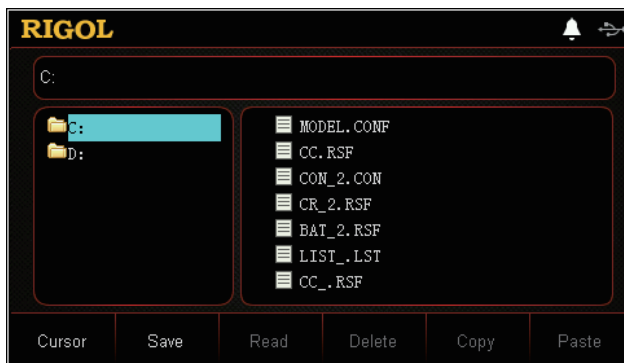 RIGOL
C:
C:
D:
MODEL.CONF
CC.RSF
CON_2.CON
CR_2.RSF
BAT_2.RSF
LIST_.LST
CC_.RSF
Cursor Save Read Delete Copy Paste